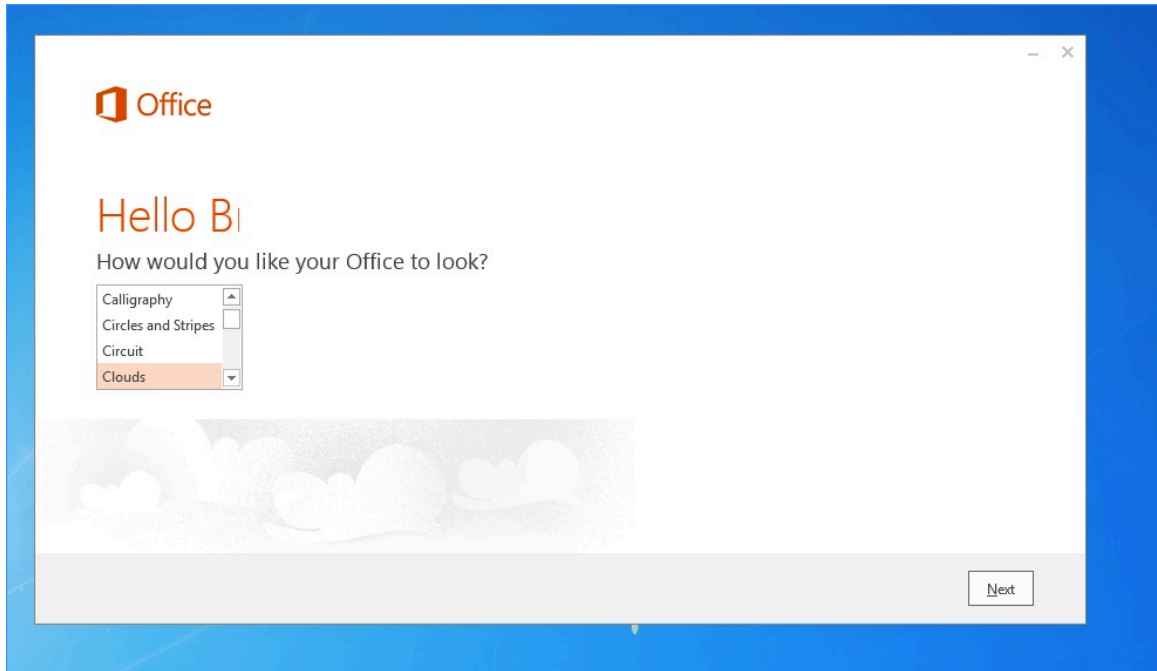 Office
Hello
How would you like your Office to look?
Calligraphy
Circles and Stripes
Circuit
Clouds
Next